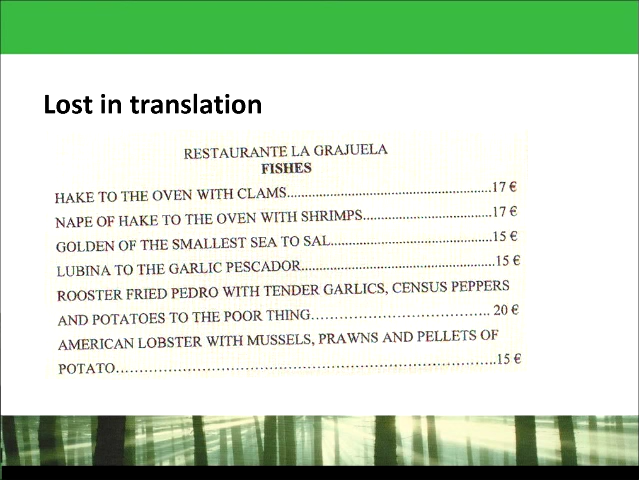 Lost in translation
RESTAURANTE LA GRAJUELA
FISHES
HAKE TO THE OVEN WITH CLAMS...............................................................17 €
NAPE OF HAKE TO THE OVEN WITH SHRIMPS.......................................17 €
GOLDEN OF THE SMALLEST SEA TO SAL.................................................15 €
LUBINA TO THE GARLIC PESCADOR...........................................................15 €
ROOSTER FRIED PEDRO WITH TENDER GARLICS, CENSUS PEPPERS
AND POTATOES TO THE POOR THING…………………………….. 20 €
AMERICAN LOBSTER WITH MUSSELS, PRAWNS AND PELLETS OF
POTATO……………………………………………………………..15 €